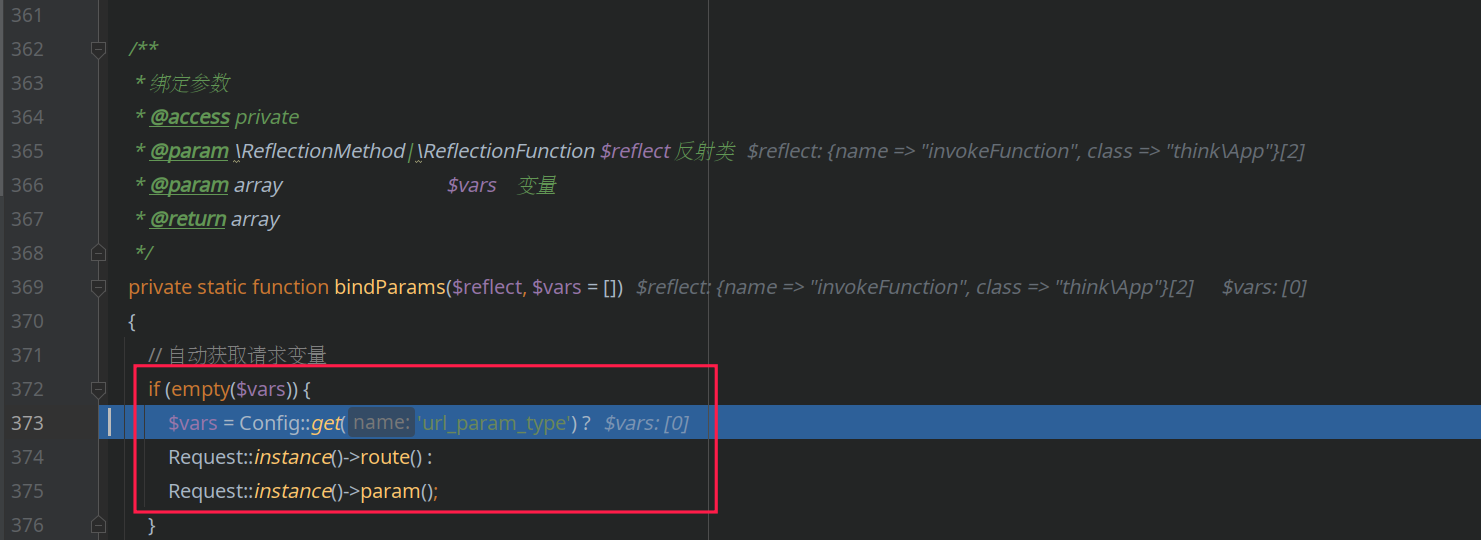 361
362 /**
363 * 绑定参数
364 * @access private
365 * @param \ReflectionMethod|\ReflectionFunction $reflect 反射类 $reflect: {name => "invokeFunction", class => "think\App"}[2]
366 * @param array $vars 变量
367 * @return array
368 */
369 private static function bindParams($reflect, $vars = []) $reflect: {name => "invokeFunction", class => "think\App"}[2] $vars: [0]
370 {
371 // 自动获取请求变量
372 if (empty($vars)) {
373 $vars = Config::get( name: 'url_param_type') ? $vars: [0]
374 Request::instance()->route() :
375 Request::instance()->param();
376 }